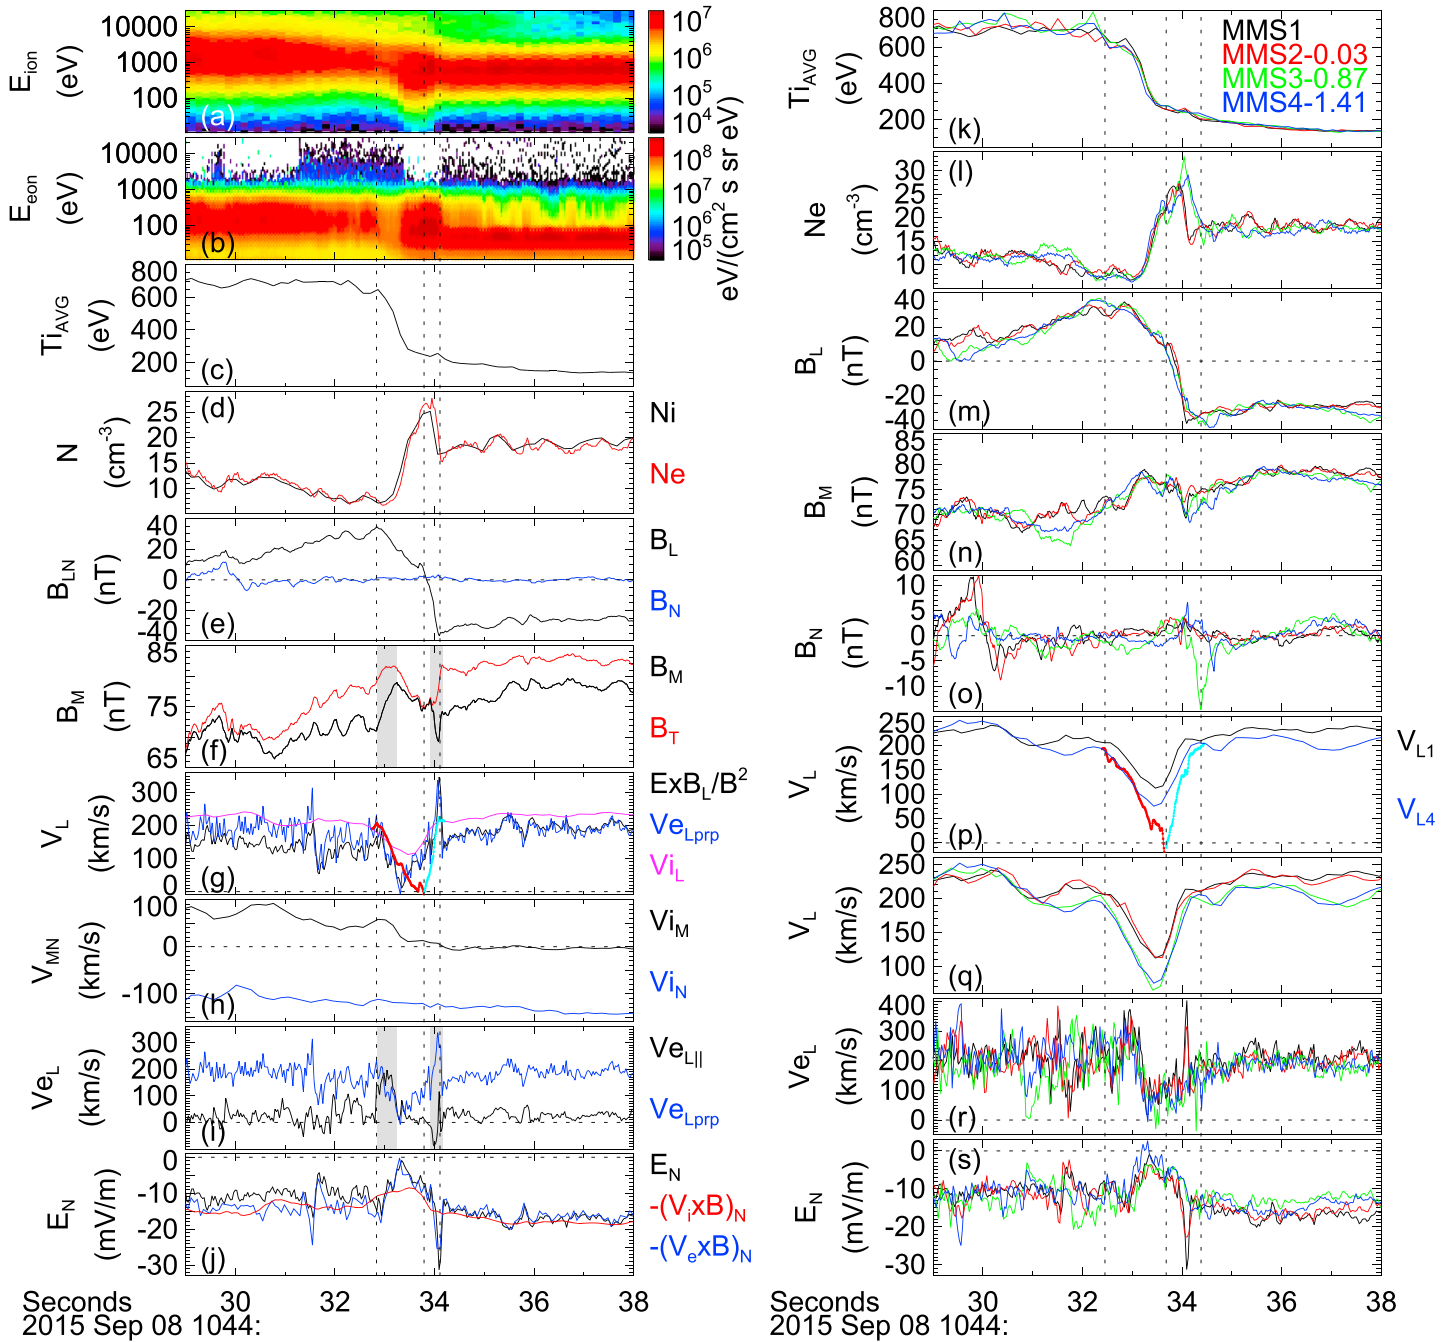 E_ion (eV)
10000
1000
100
(a)
10^7
10^6
10^5
10^4
E_eon (eV)
10000
1000
100
(b)
10^8
10^7
10^6
10^5
eV/(cm^2 s sr eV)
Ti_AVG (eV)
800
600
400
200
(c)
N (cm^-3)
25
20
15
10
(d)
Ni
Ne
B_LN (nT)
40
20
0
-20
-40
(e)
B_L
B_N
B_M (nT)
85
75
65
(f)
B_M
B_T
V_L (km/s)
300
200
100
0
(g)
ExB_L/B^2
Ve_Lprp
Vi_L
V_MN (km/s)
100
0
-100
(h)
Vi_M
Vi_N
Ve_L (km/s)
300
200
100
0
(i)
Ve_L||
Ve_Lprp
E_N (mV/m)
0
-10
-20
-30
(j)
E_N
-(V_ixB)_N
-(V_exB)_N
30 32 34 36 38
Seconds
2015 Sep 08 1044:
Ti_AVG (eV)
800
600
400
200
(k)
MMS1
MMS2-0.03
MMS3-0.87
MMS4-1.41
Ne (cm^-3)
30
25
20
15
10
(l)
B_L (nT)
40
20
0
-20
-40
(m)
B_M (nT)
85
80
75
70
65
60
(n)
B_N (nT)
10
5
0
-5
-10
(o)
V_L (km/s)
250
200
150
100
50
0
(p)
V_L1
V_L4
V_L (km/s)
250
200
150
100
(q)
Ve_L (km/s)
400
300
200
100
0
(r)
E_N (mV/m)
0
-10
-20
-30
(s)
30 32 34 36 38
Seconds
2015 Sep 08 1044: